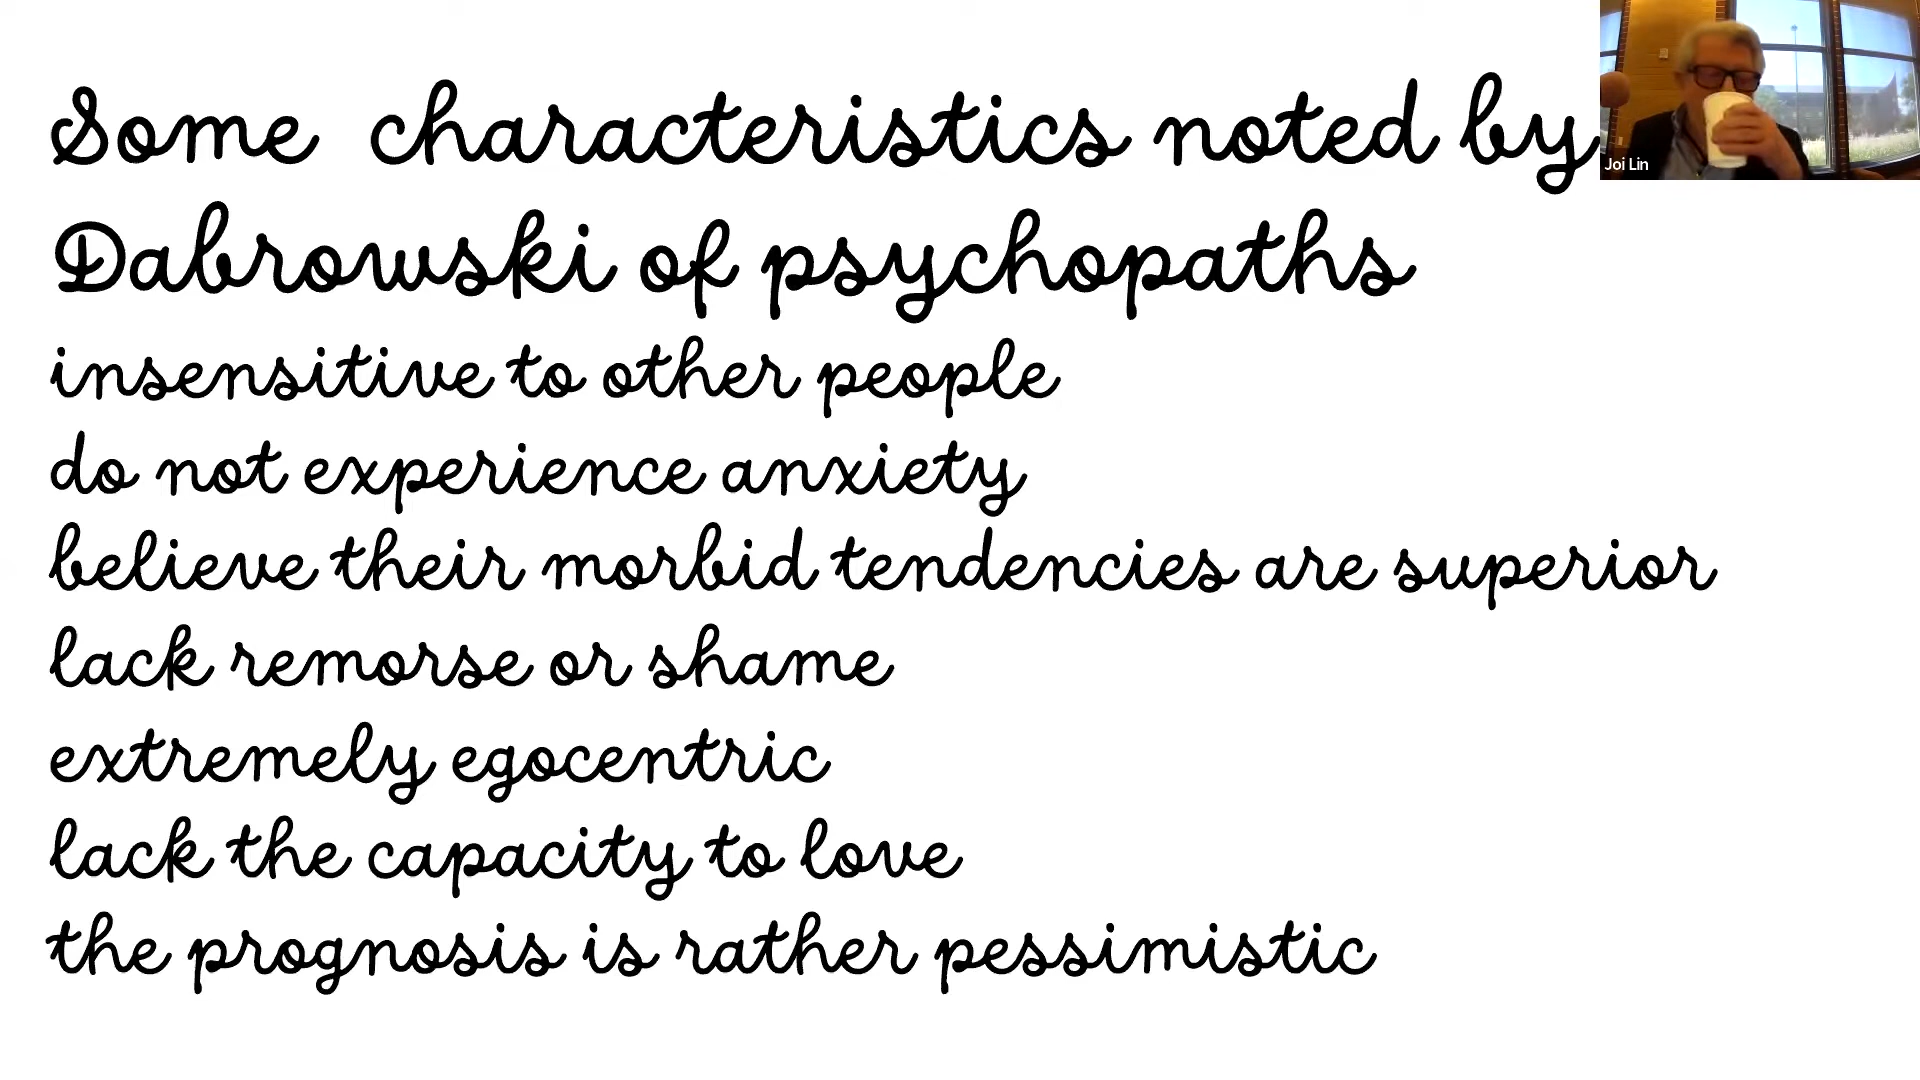 Some characteristics noted by
Dabrowski of psychopaths
insensitive to other people
do not experience anxiety
believe their morbid tendencies are superior
lack remorse or shame
extremely egocentric
lack the capacity to love
the prognosis is rather pessimistic
Joi Lin